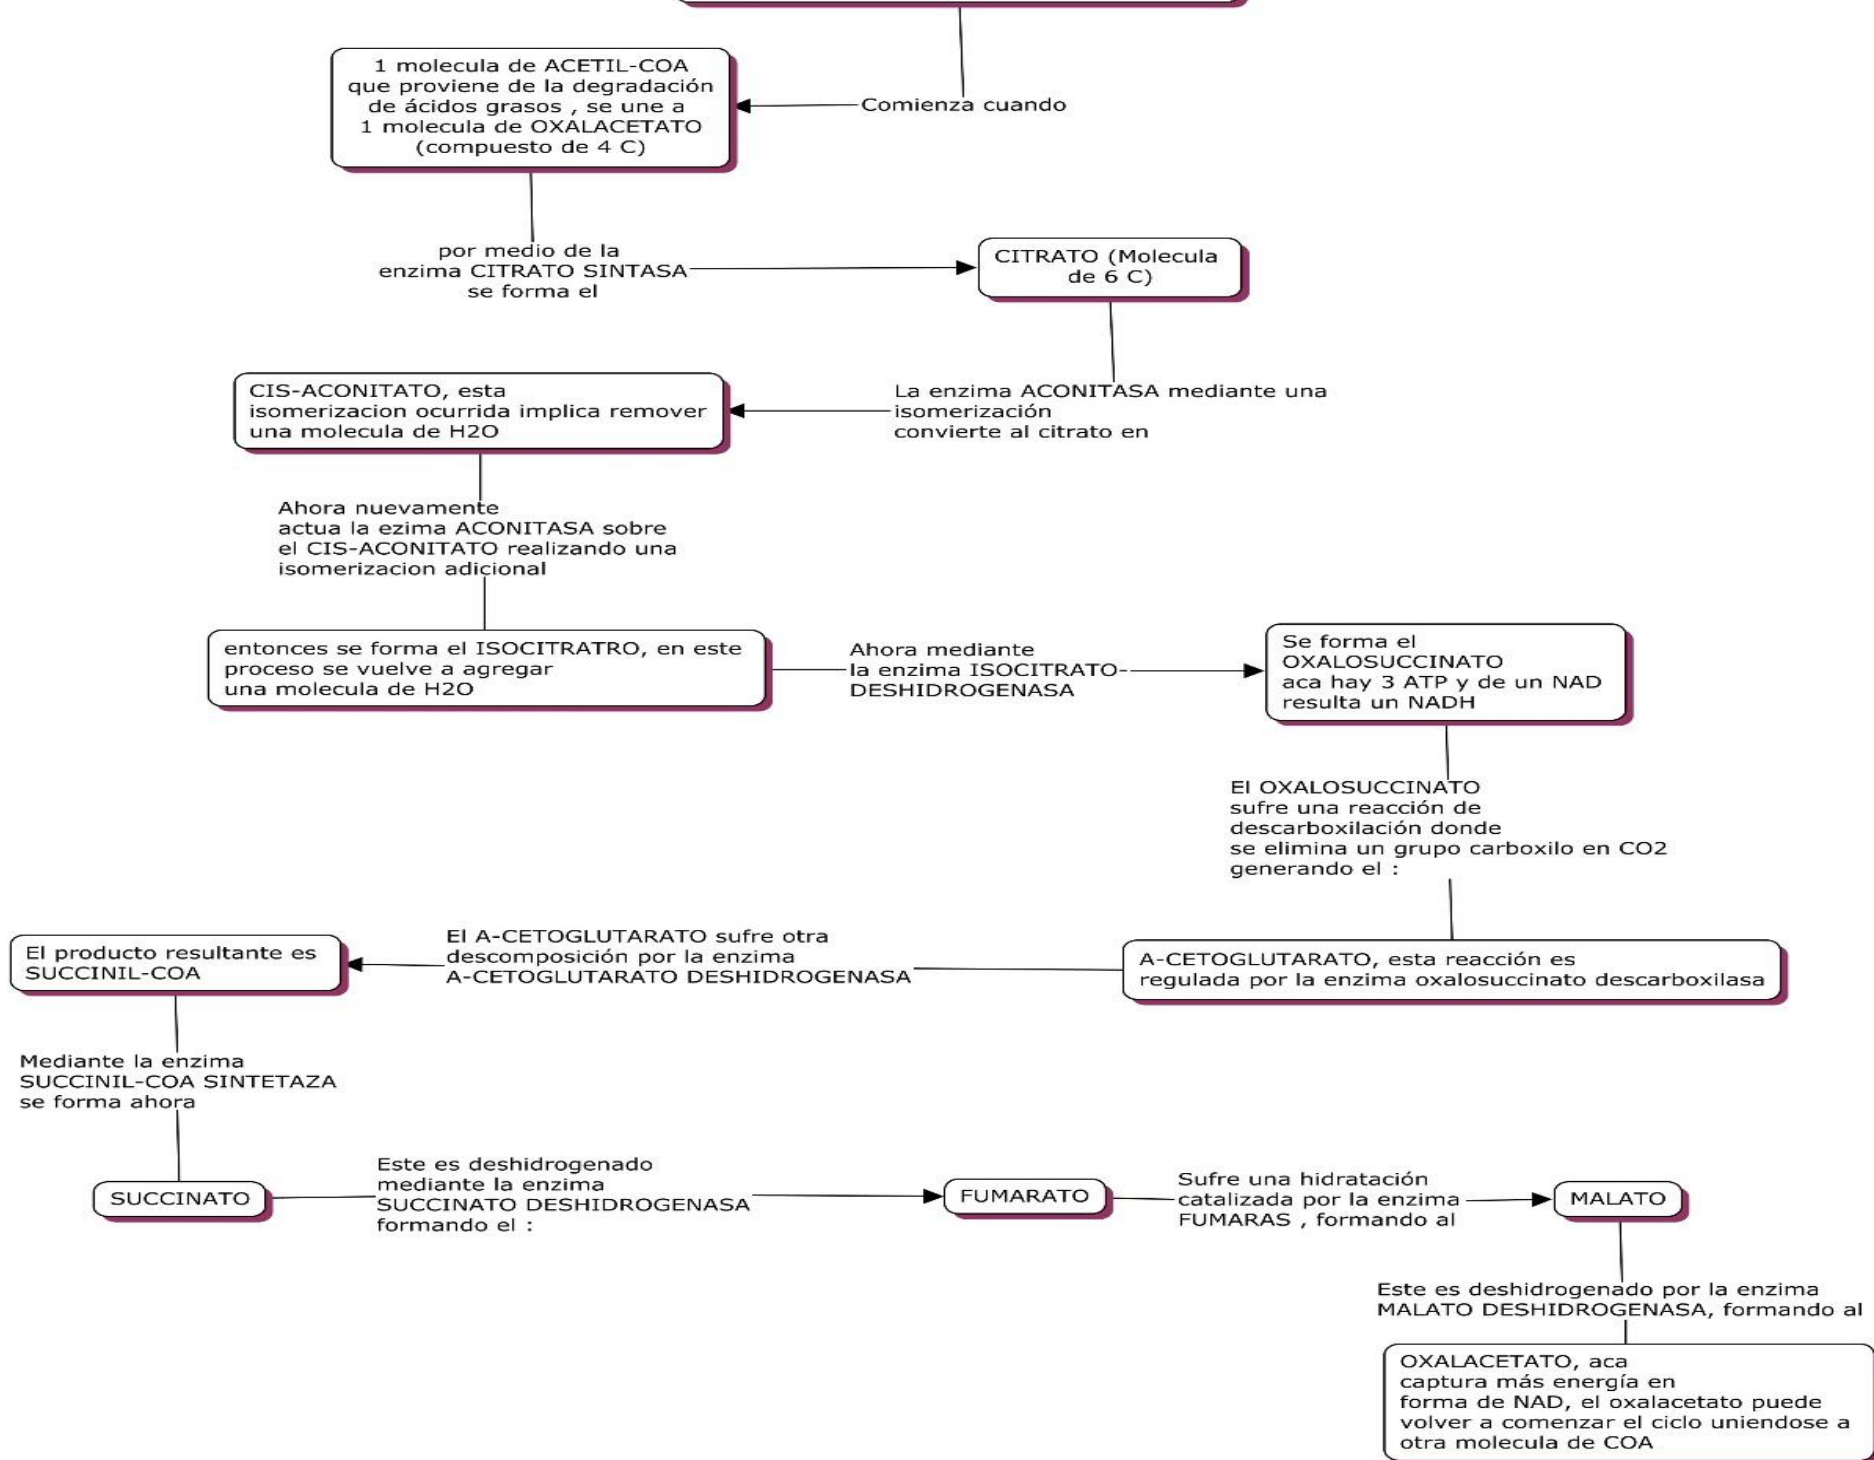 1 molecula de ACETIL-COA
que proviene de la degradación
de ácidos grasos , se une a
1 molecula de OXALACETATO
(compuesto de 4 C)
Comienza cuando
por medio de la
enzima CITRATO SINTASA
se forma el
CITRATO (Molecula
de 6 C)
La enzima ACONITASA mediante una
isomerización
convierte al citrato en
CIS-ACONITATO, esta
isomerizacion ocurrida implica remover
una molecula de H2O
Ahora nuevamente
actua la ezima ACONITASA sobre
el CIS-ACONITATO realizando una
isomerizacion adicional
entonces se forma el ISOCITRATRO, en este
proceso se vuelve a agregar
una molecula de H2O
Ahora mediante
la enzima ISOCITRATO-
DESHIDROGENASA
Se forma el
OXALOSUCCINATO
aca hay 3 ATP y de un NAD
resulta un NADH
El OXALOSUCCINATO
sufre una reacción de
descarboxilación donde
se elimina un grupo carboxilo en CO2
generando el :
A-CETOGLUTARATO, esta reacción es
regulada por la enzima oxalosuccinato descarboxilasa
El A-CETOGLUTARATO sufre otra
descomposición por la enzima
A-CETOGLUTARATO DESHIDROGENASA
El producto resultante es
SUCCINIL-COA
Mediante la enzima
SUCCINIL-COA SINTETAZA
se forma ahora
SUCCINATO
Este es deshidrogenado
mediante la enzima
SUCCINATO DESHIDROGENASA
formando el :
FUMARATO
Sufre una hidratación
catalizada por la enzima
FUMARAS , formando al
MALATO
Este es deshidrogenado por la enzima
MALATO DESHIDROGENASA, formando al
OXALACETATO, aca
captura más energía en
forma de NAD, el oxalacetato puede
volver a comenzar el ciclo uniendose a
otra molecula de COA